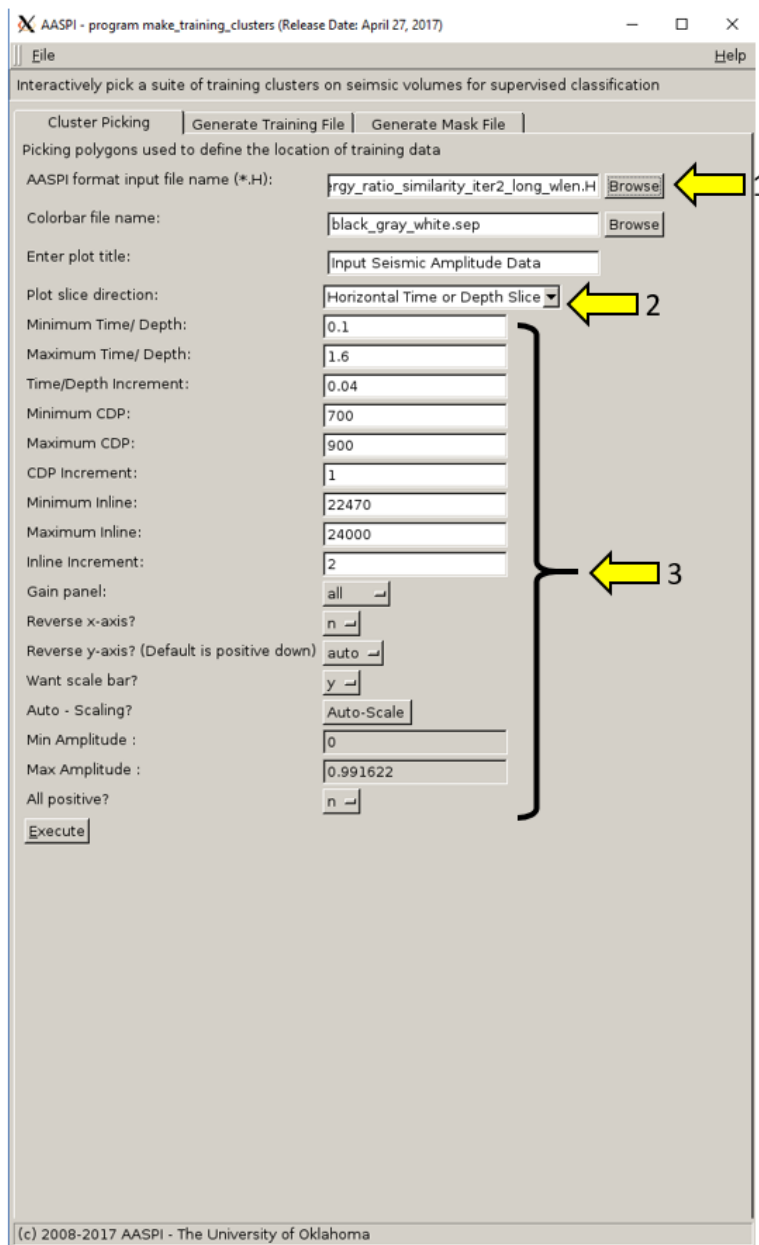 AASPI - program make_training_clusters (Release Date: April 27, 2017)
File Help
Interactively pick a suite of training clusters on seimsic volumes for supervised classification
Cluster Picking Generate Training File Generate Mask File
Picking polygons used to define the location of training data
AASPI format input file name (*.H): rgy_ratio_similarity_iter2_long_wlen.H Browse 1
Colorbar file name: black_gray_white.sep Browse
Enter plot title: Input Seismic Amplitude Data
Plot slice direction: Horizontal Time or Depth Slice 2
Minimum Time/ Depth: 0.1
Maximum Time/ Depth: 1.6
Time/Depth Increment: 0.04
Minimum CDP: 700
Maximum CDP: 900
CDP Increment: 1
Minimum Inline: 22470
Maximum Inline: 24000
Inline Increment: 2 3
Gain panel: all
Reverse x-axis? n
Reverse y-axis? (Default is positive down) auto
Want scale bar? y
Auto - Scaling? Auto-Scale
Min Amplitude : 0
Max Amplitude : 0.991622
All positive? n
Execute
(c) 2008-2017 AASPI - The University of Oklahoma